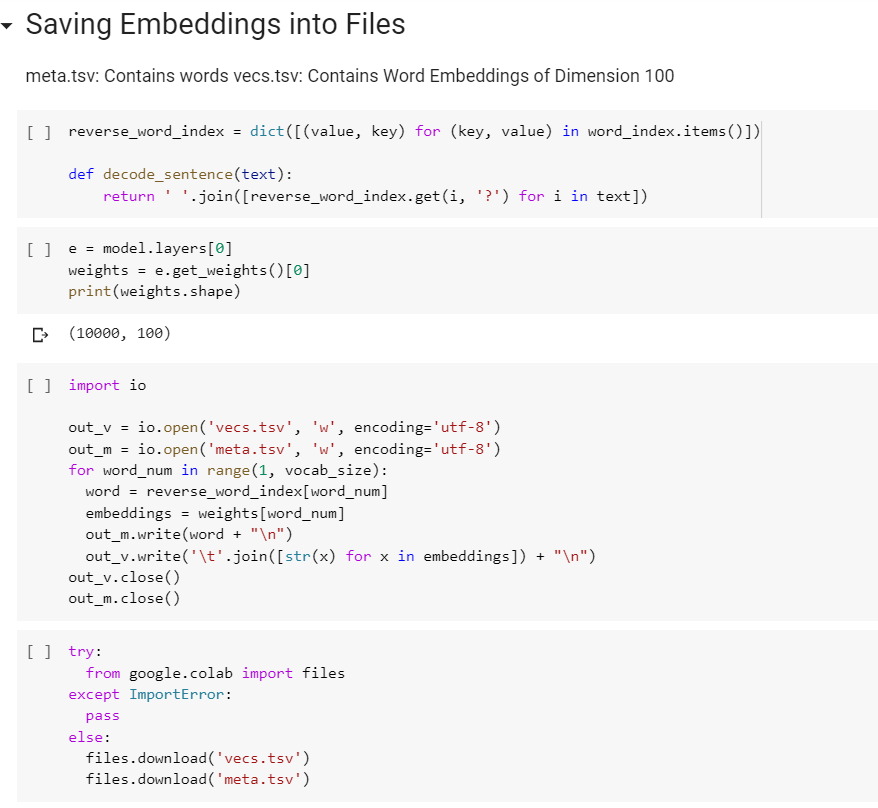 Saving Embeddings into Files
meta.tsv: Contains words vecs.tsv: Contains Word Embeddings of Dimension 100
[ ] reverse_word_index = dict([(value, key) for (key, value) in word_index.items()])
def decode_sentence(text):
    return ' '.join([reverse_word_index.get(i, '?') for i in text])
[ ] e = model.layers[0]
weights = e.get_weights()[0]
print(weights.shape)
(10000, 100)
[ ] import io
out_v = io.open('vecs.tsv', 'w', encoding='utf-8')
out_m = io.open('meta.tsv', 'w', encoding='utf-8')
for word_num in range(1, vocab_size):
  word = reverse_word_index[word_num]
  embeddings = weights[word_num]
  out_m.write(word + "\n")
  out_v.write('\t'.join([str(x) for x in embeddings]) + "\n")
out_v.close()
out_m.close()
[ ] try:
  from google.colab import files
except ImportError:
  pass
else:
  files.download('vecs.tsv')
  files.download('meta.tsv')